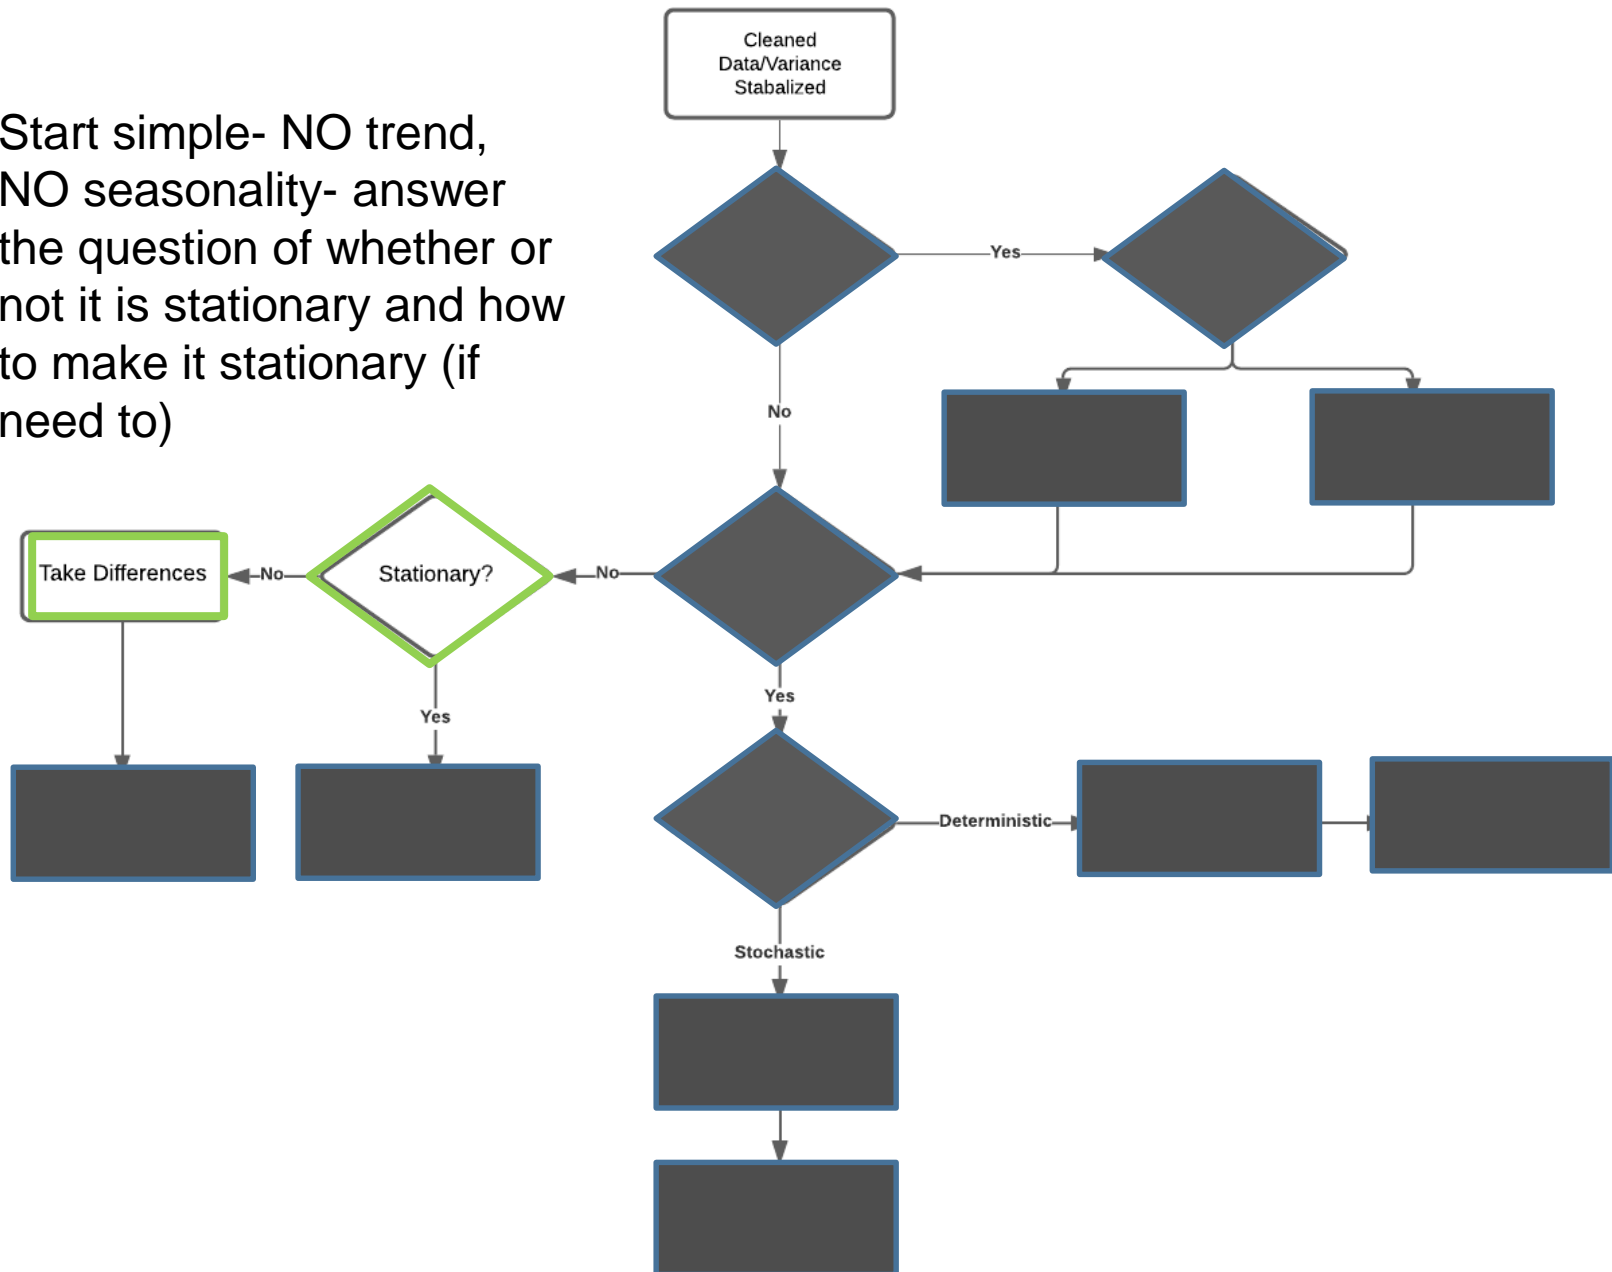 Cleaned
Data/Variance
Stabalized
Start simple- NO trend,
NO seasonality- answer
the question of whether or
not it is stationary and how
to make it stationary (if
need to)
Yes
No
Take Differences
No
Stationary?
No
Yes
Yes
Deterministic
Stochastic